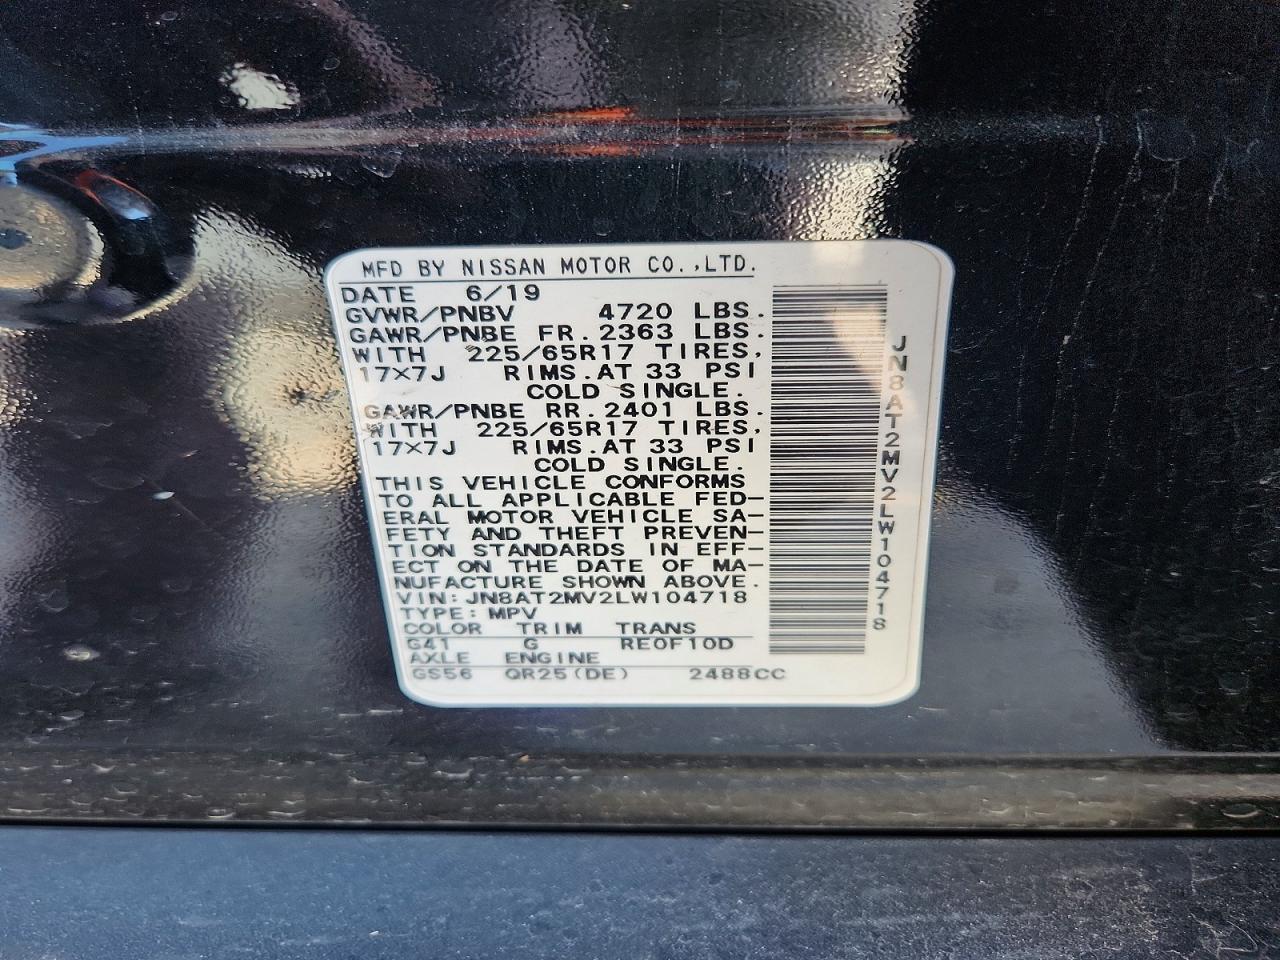 MFD BY NISSAN MOTOR CO.,LTD.
DATE 6/19
GVWR/PNBV 4720 LBS.
GAWR/PNBE FR. 2363 LBS.
WITH 225/65R17 TIRES,
17×7J RIMS.AT 33 PSI
COLD SINGLE.
GAWR/PNBE RR. 2401 LBS.
WITH 225/65R17 TIRES,
17×7J RIMS.AT 33 PSI
COLD SINGLE.
THIS VEHICLE CONFORMS
TO ALL APPLICABLE FED-
ERAL MOTOR VEHICLE SA-
FETY AND THEFT PREVEN-
TION STANDARDS IN EFF-
ECT ON THE DATE OF MA-
NUFACTURE SHOWN ABOVE.
VIN: JN8AT2MV2LW104718
TYPE: MPV
COLOR TRIM TRANS
G41 G RE0F10D
AXLE ENGINE
GS56 QR25(DE) 2488CC
JN8AT2MV2LW104718